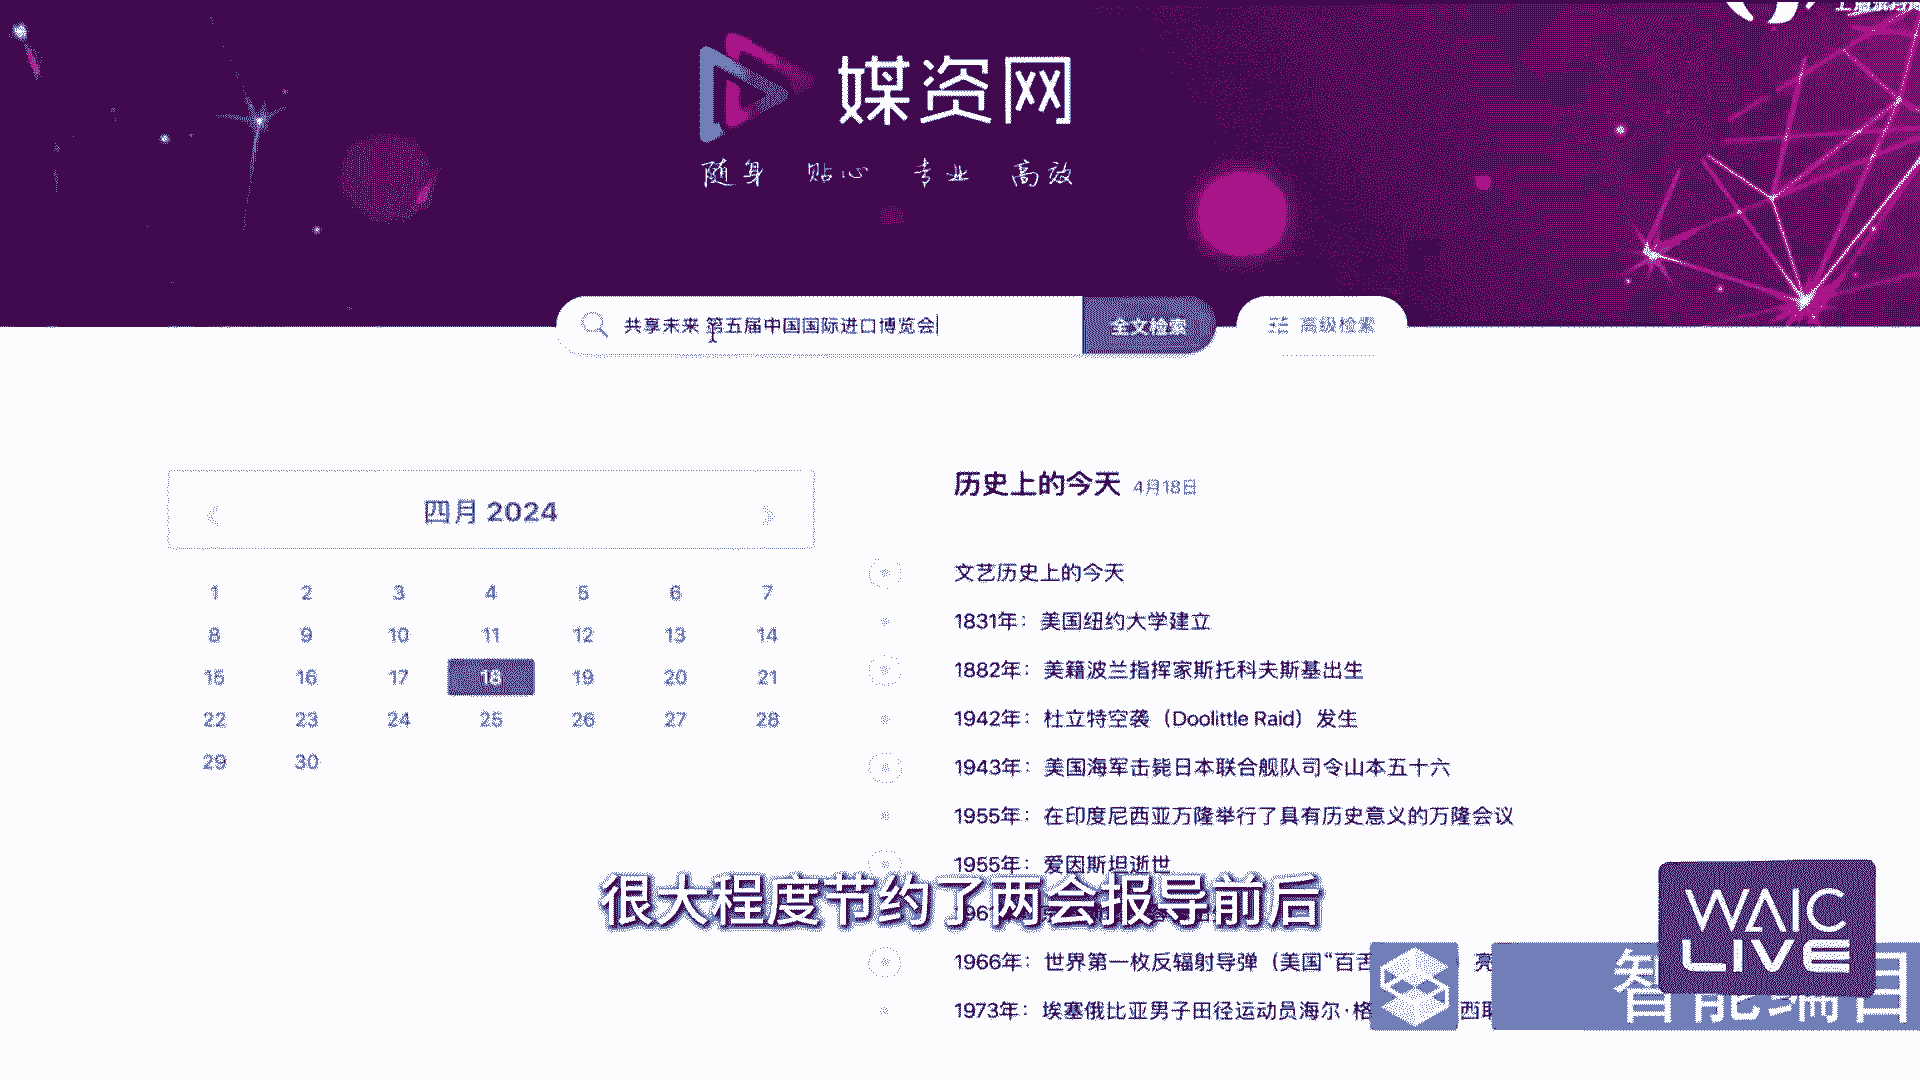 媒资网
随身 贴心 专业 高效
共享未来 第五届中国国际进口博览会
全文检索
高级检索
四月 2024
1 2 3 4 5 6 7
8 9 10 11 12 13 14
15 16 17 18 19 20 21
22 23 24 25 26 27 28
29 30
历史上的今天 4月18日
文艺历史上的今天
1831年：美国纽约大学建立
1882年：美籍波兰指挥家斯托科夫斯基出生
1942年：杜立特空袭（Doolittle Raid）发生
1943年：美国海军击毙日本联合舰队司令山本五十六
1955年：在印度尼西亚万隆举行了具有历史意义的万隆会议
1955年：爱因斯坦逝世
很大程度节约了两会报导前后
1966年：世界第一枚反辐射导弹（美国“百舌
1973年：埃塞俄比亚男子田径运动员海尔·格
WAIC
LIVE
智能编目